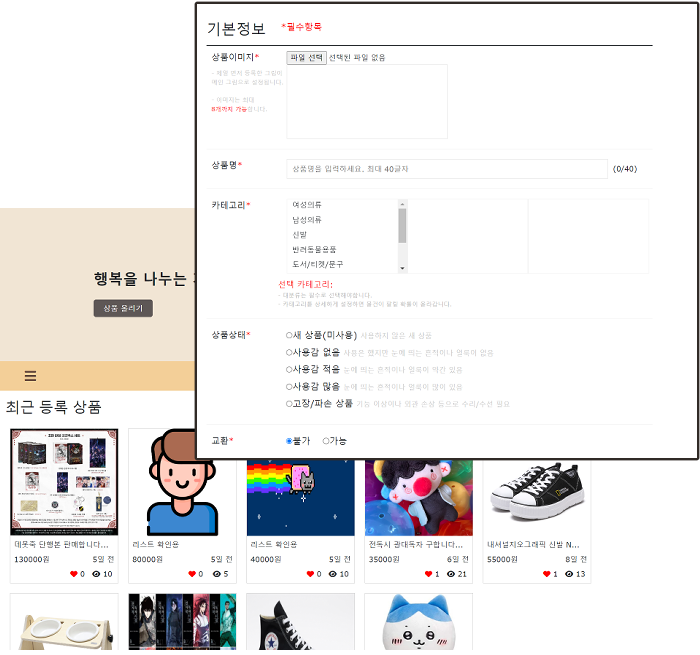 기본정보 *필수항목
상품이미지*
파일 선택 선택된 파일 없음
- 제일 먼저 등록한 그림이
메인 그림으로 설정됩니다.
- 이미지는 최대
8개까지 가능합니다.
상품명*
상품명을 입력하세요, 최대 40글자
(0/40)
카테고리*
여성의류
남성의류
신발
반려동물용품
도서/티켓/문구
선택 카테고리:
- 대분류는 필수로 선택해야합니다.
- 카테고리를 상세하게 설정하면 물건이 팔릴 확률이 올라갑니다.
상품상태*
새 상품(미사용) 사용하지 않은 새 상품
사용감 없음 사용은 했지만 눈에 띄는 흔적이나 얼룩이 없음
사용감 적음 눈에 띄는 흔적이나 얼룩이 약간 있음
사용감 많음 눈에 띄는 흔적이나 얼룩이 많이 있음
고장/파손 상품 기능 이상이나 외관 손상 등으로 수리/수선 필요
교환*
불가 가능
행복을 나누는
상품 올리기
최근 등록 상품
단행본 판매합니다...
130000원 5일 전
0 10
리스트 확인용
80000원 5일 전
0 5
리스트 확인용
40000원 5일 전
0 10
전독시 광대독자 구합니다...
35000원 6일 전
1 21
내셔널지오그래픽 신발 N...
55000원 8일 전
1 13